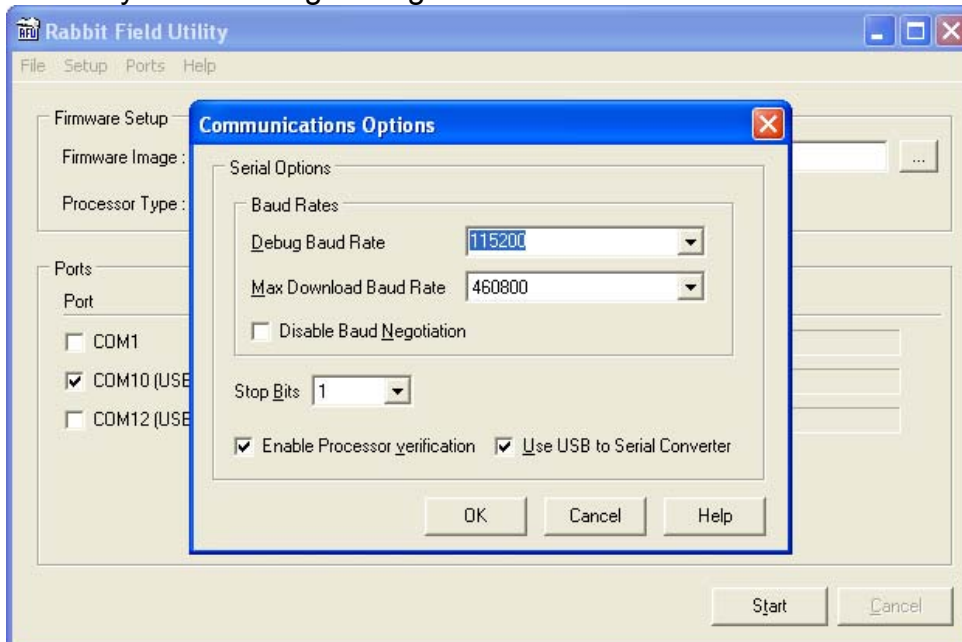 Rabbit Field Utility
File Setup Ports Help
Firmware Setup
Communications Options
Firmware Image :
...
Serial Options
Processor Type :
Baud Rates
Debug Baud Rate 115200
Ports
Max Download Baud Rate 460800
Port
Disable Baud Negotiation
COM1
COM10 (USB
Stop Bits 1
COM12 (USB
Enable Processor verification Use USB to Serial Converter
OK Cancel Help
Start Cancel